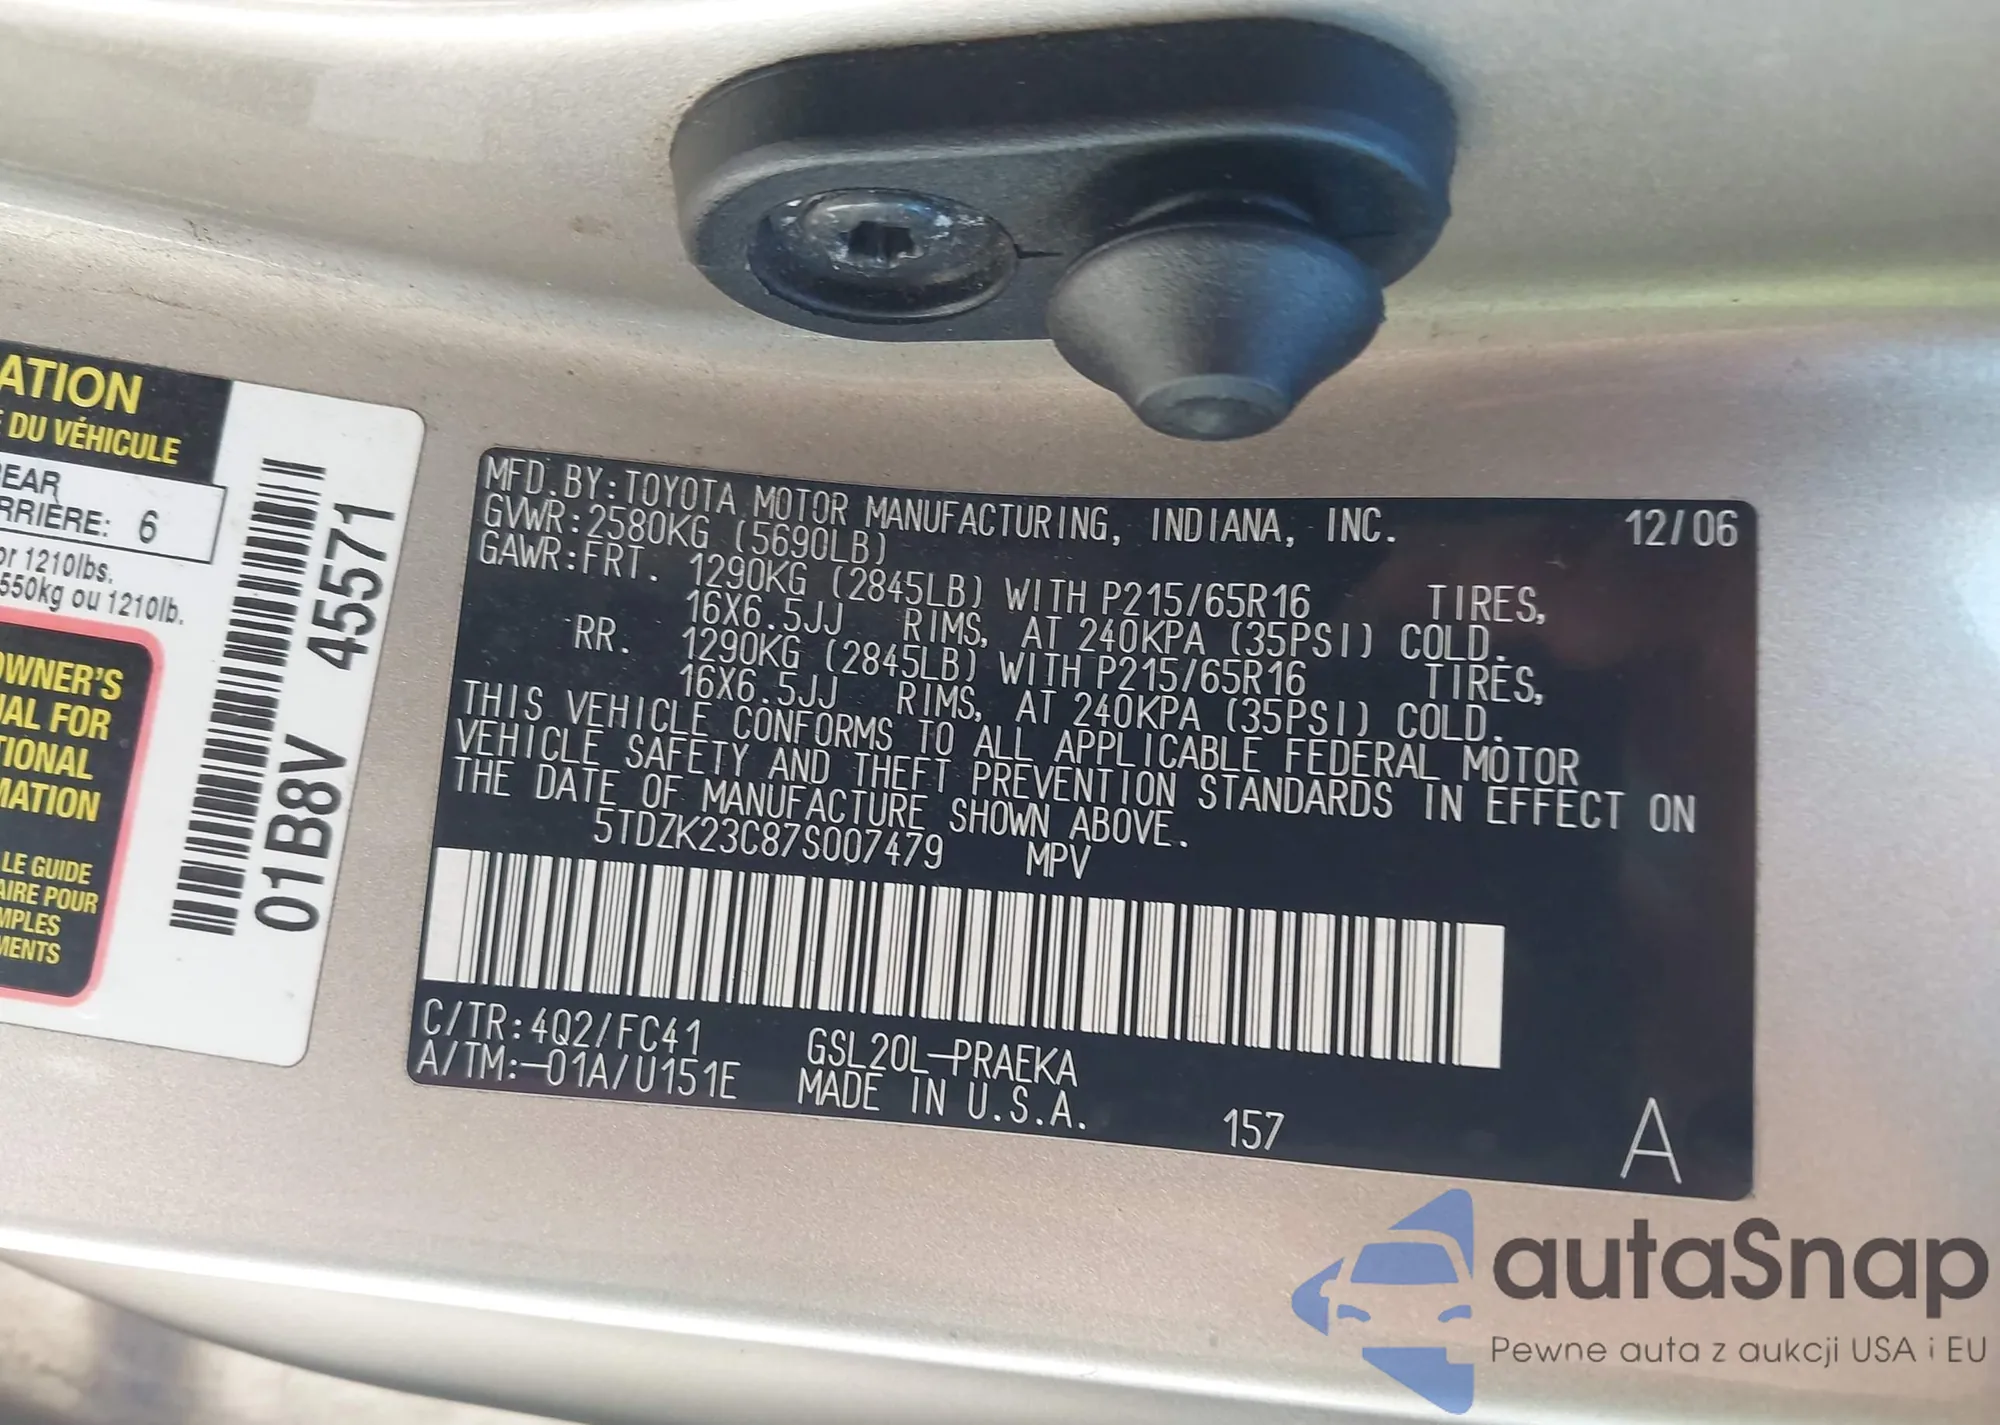 ATION
DU VÉHICULE
REAR
ARRIÈRE: 6
or 1210lbs.
550kg ou 1210lb.
OWNER'S
UAL FOR
TIONAL
MATION
LE GUIDE
AIRE POUR
MPLES
MENTS
01B8V 45571
MFD.BY:TOYOTA MOTOR MANUFACTURING, INDIANA, INC. 12/06
GVWR:2580KG (5690LB)
GAWR:FRT. 1290KG (2845LB) WITH P215/65R16 TIRES,
16X6.5JJ RIMS, AT 240KPA (35PSI) COLD.
RR. 1290KG (2845LB) WITH P215/65R16 TIRES,
16X6.5JJ RIMS, AT 240KPA (35PSI) COLD.
THIS VEHICLE CONFORMS TO ALL APPLICABLE FEDERAL MOTOR
VEHICLE SAFETY AND THEFT PREVENTION STANDARDS IN EFFECT ON
THE DATE OF MANUFACTURE SHOWN ABOVE.
5TDZK23C87S007479 MPV
C/TR:4Q2/FC41 GSL20L-PRAEKA
A/TM:-01A/U151E MADE IN U.S.A. 157 A
autaSnap
Pewne auta z aukcji USA i EU